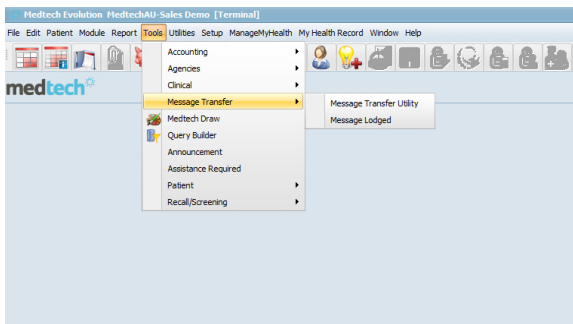 Medtech Evolution MedtechAU-Sales Demo [Terminal]
File Edit Patient Module Report Tools Utilities Setup ManageMyHealth My Health Record Window Help
medtech
Accounting
Agencies
Clinical
Message Transfer
Medtech Draw
Query Builder
Announcement
Assistance Required
Patient
Recall/Screening
Message Transfer Utility
Message Lodged